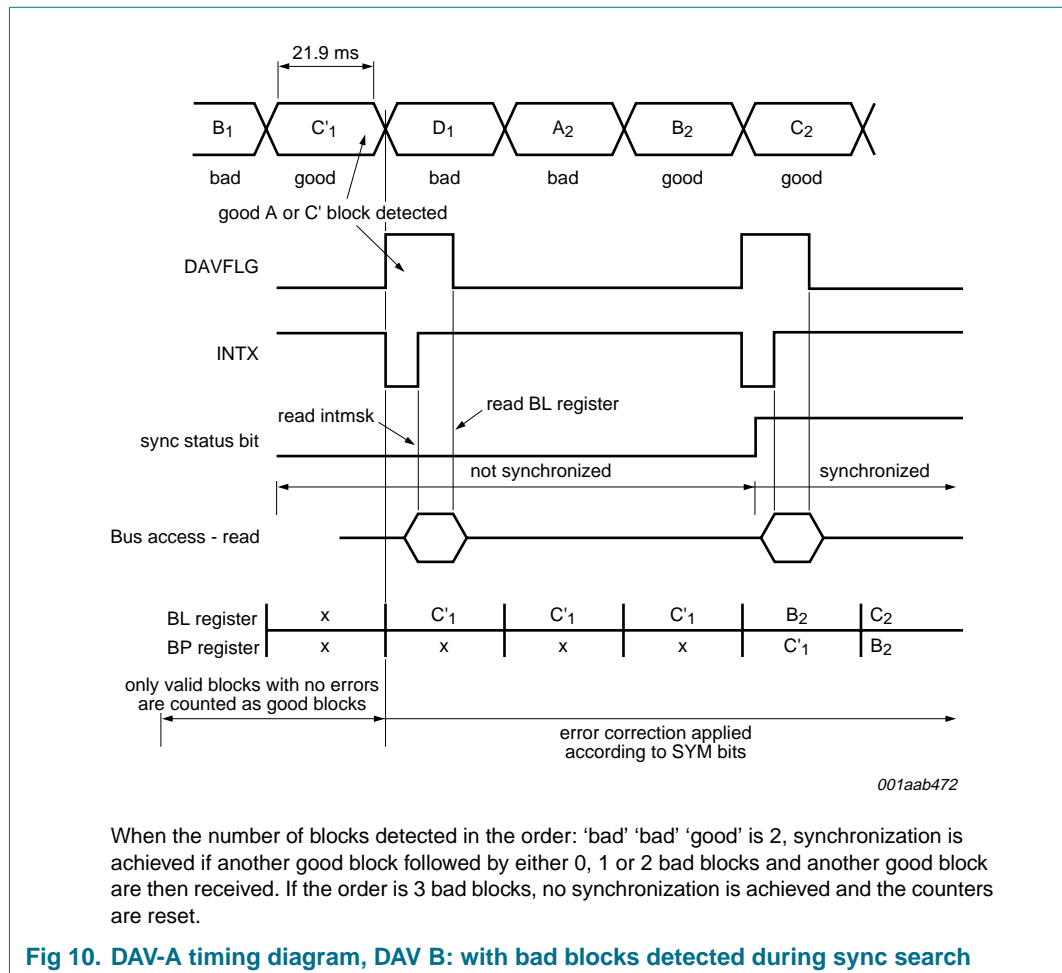 21.9 ms
B1 C'1 D1 A2 B2 C2
bad good bad bad good good
good A or C' block detected
DAVFLG
INTX
read intmsk
read BL register
sync status bit
not synchronized
synchronized
Bus access - read
BL register x C'1 C'1 C'1 B2 C2
BP register x x x x C'1 B2
only valid blocks with no errors
are counted as good blocks
error correction applied
according to SYM bits
001aab472
When the number of blocks detected in the order: ‘bad’ ‘bad’ ‘good’ is 2, synchronization is
achieved if another good block followed by either 0, 1 or 2 bad blocks and another good block
are then received. If the order is 3 bad blocks, no synchronization is achieved and the counters
are reset.
Fig 10. DAV-A timing diagram, DAV B: with bad blocks detected during sync search